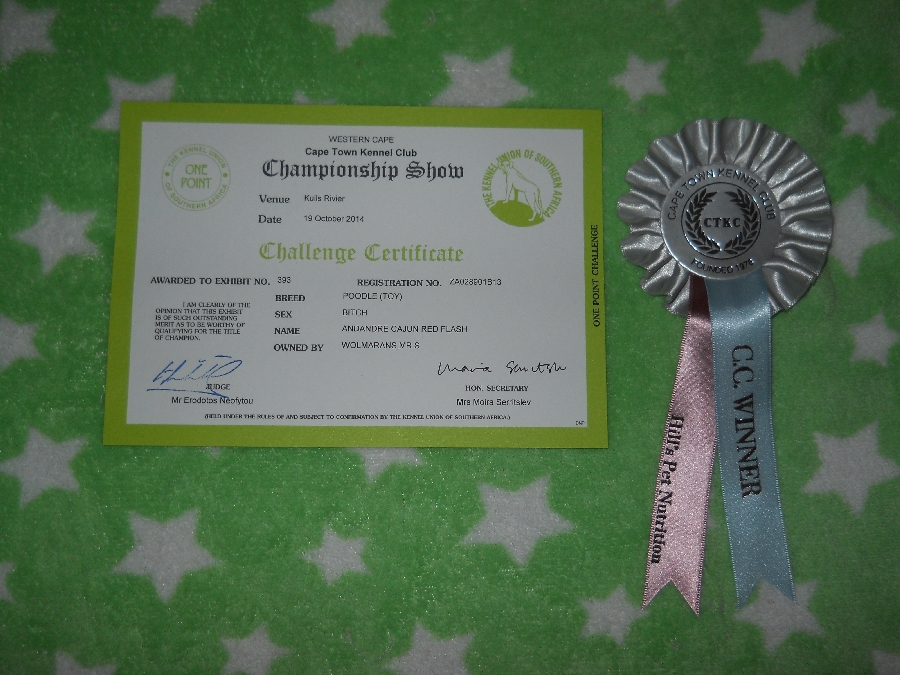 WESTERN CAPE
Cape Town Kennel Club
Championship Show
THE KENNEL UNION OF SOUTHERN AFRICA
ONE
POINT
THE KENNEL UNION OF SOUTHERN AFRICA
Venue Kuils Rivier
Date 19 October 2014
Challenge Certificate
AWARDED TO EXHIBIT NO. 393 REGISTRATION NO. ZA028901B13
I AM CLEARLY OF THE
OPINION THAT THIS EXHIBIT
IS OF SUCH OUTSTANDING
MERIT AS TO BE WORTHY OF
QUALIFYING FOR THE TITLE
OF CHAMPION.
BREED POODLE (TOY)
SEX BITCH
NAME ANDANDRE CAJUN RED FLASH
OWNED BY WOLMARANS MRS
JUDGE
Mr Erodotos Neofytou
HON. SECRETARY
Mrs Moira
(HELD UNDER THE RULES OF AND SUBJECT TO CONFIRMATION BY THE KENNEL UNION OF SOUTHERN AFRICA.)
ONE POINT CHALLENGE
CAPE TOWN KENNEL CLUB
CTKC
FOUNDED
Hill's Pet Nutrition
C.C. WINNER